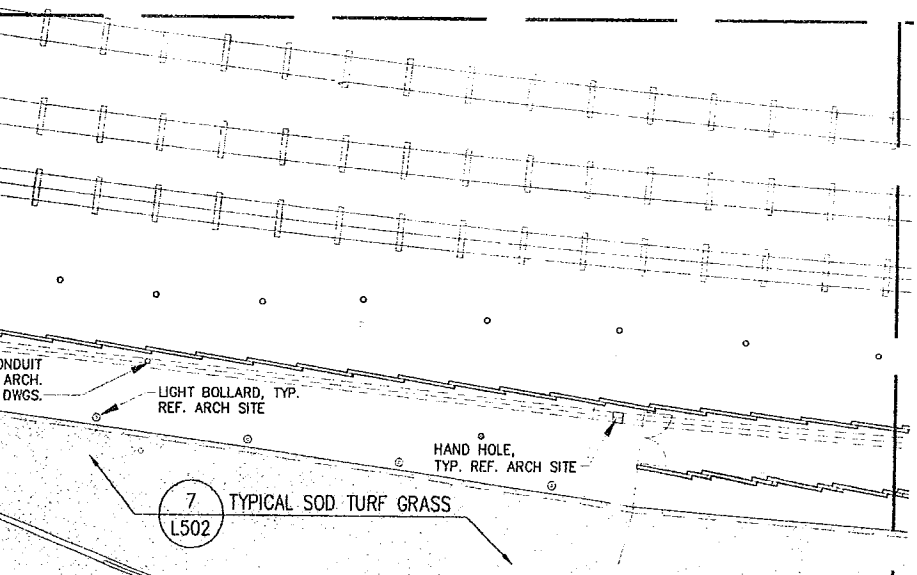 ONDUIT
ARCH.
DWGS.
LIGHT BOLLARD, TYP.
REF. ARCH SITE
HAND HOLE,
TYP. REF. ARCH SITE
7
L502
TYPICAL SOD TURF GRASS